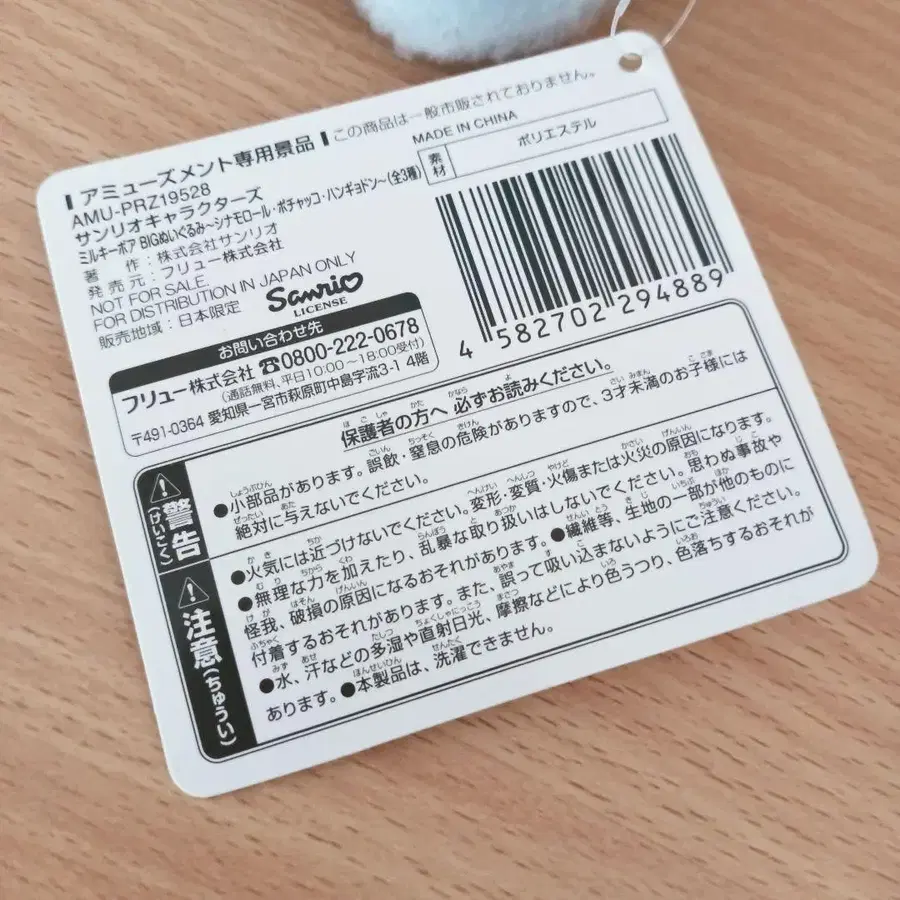 アミューズメント専用景品 この商品は一般市販されておりません。
AMU-PRZ19528
サンリオキャラクターズ
ミルキーボア BIGぬいぐるみ～シナモロール・ポチャッコ・ハンギョドン～(全3種)
著 作：株式会社サンリオ
発 売 元：フリュー株式会社
NOT FOR SALE.
FOR DISTRIBUTION IN JAPAN ONLY
販売地域：日本限定
Sanrio
LICENSE
MADE IN CHINA
素材 ポリエステル
4 582702 294889
お問い合わせ先
フリュー株式会社 ☎0800-222-0678
(通話無料、平日10:00～18:00受付)
〒491-0364 愛知県一宮市萩原町中島字流3-1 4階
保護者の方へ 必ずお読みください。
警告(けいこく)
●小部品があります。誤飲・窒息の危険がありますので、3才未満のお子様には
絶対に与えないでください。
注意(ちゅうい)
●火気には近づけないでください。変形・変質・火傷または火災の原因になります。
●無理な力を加えたり、乱暴な取り扱いはしないでください。思わぬ事故や
怪我、破損の原因になるおそれがあります。●繊維等、生地の一部が他のものに
付着するおそれがあります。また、誤って吸い込まないようにご注意ください。
●水、汗などの多湿や直射日光、摩擦などにより色うつり、色落ちするおそれが
あります。●本製品は、洗濯できません。